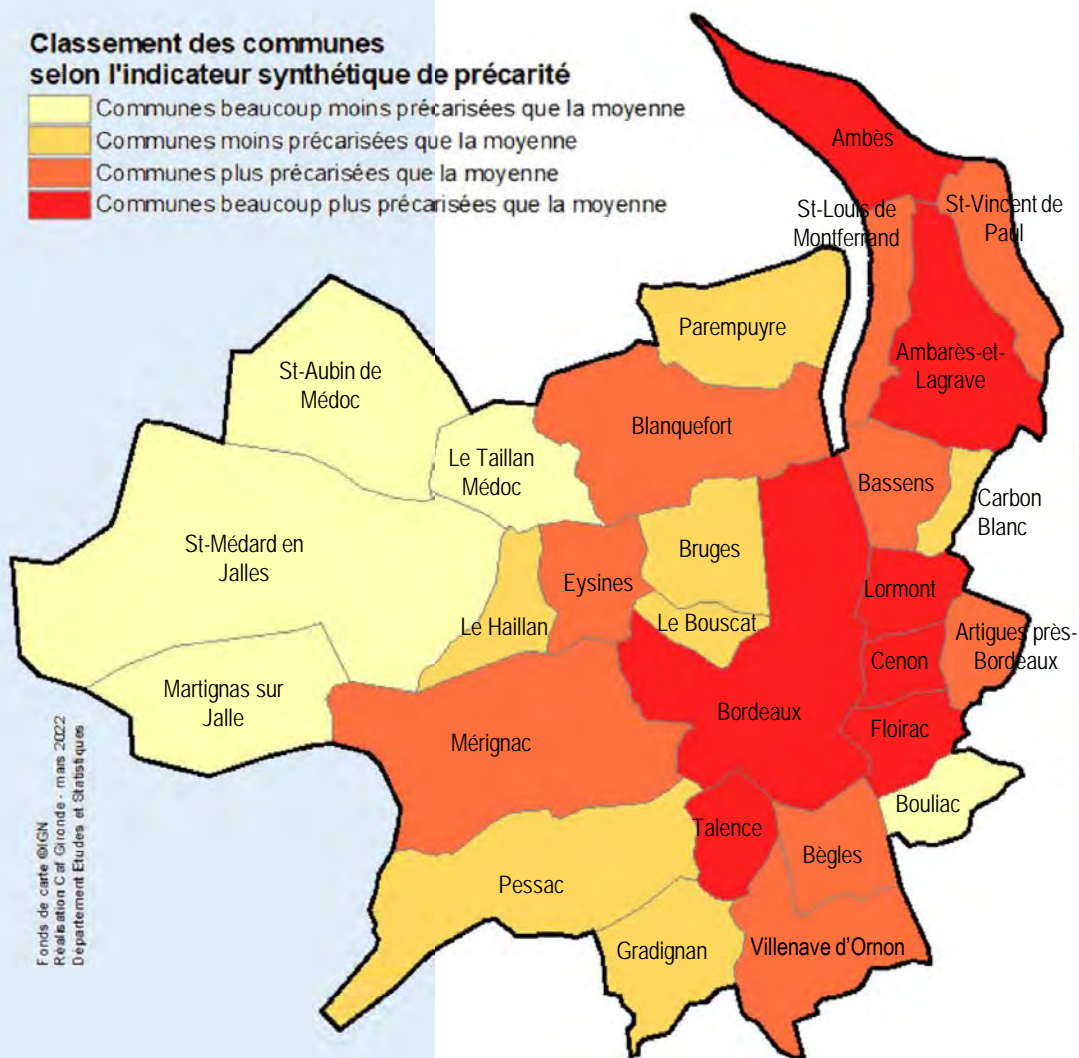 Classement des communes
selon l'indicateur synthétique de précarité
Communes beaucoup moins précarisées que la moyenne
Communes moins précarisées que la moyenne
Communes plus précarisées que la moyenne
Communes beaucoup plus précarisées que la moyenne
Ambès
St-Louis de
Montferrand
St-Vincent de
Paul
Parempuyre
Ambarès-et-
Lagrave
St-Aubin de
Médoc
Blanquefort
Le Taillan
Médoc
Bassens
Carbon
Blanc
St-Médard en
Jalles
Bruges
Eysines
Lormont
Le Haillan
Le Bouscat
Artigues près-
Bordeaux
Cenon
Martignas sur
Jalle
Bordeaux
Floirac
Mérignac
Bouliac
Talence
Bègles
Pessac
Gradignan
Villenave d'Ornon
Fonds de carte ©IGN
Réalisation Caf Gironde - mars 2022
Département Etudes et Statistiques